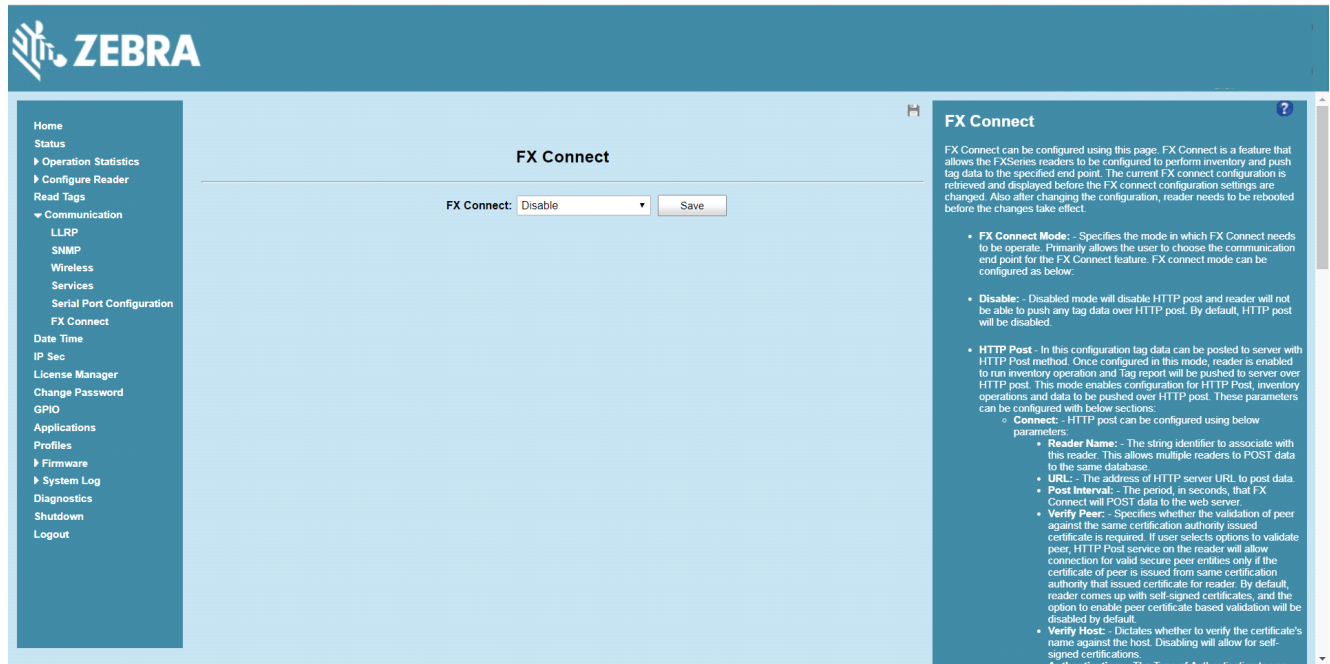 ZEBRA
Home
Status
Operation Statistics
Configure Reader
Read Tags
Communication
LLRP
SNMP
Wireless
Services
Serial Port Configuration
FX Connect
Date Time
IP Sec
License Manager
Change Password
GPIO
Applications
Profiles
Firmware
System Log
Diagnostics
Shutdown
Logout
FX Connect
FX Connect: Disable Save
?
FX Connect
FX Connect can be configured using this page. FX Connect is a feature that
allows the FXSeries readers to be configured to perform inventory and push
tag data to the specified end point. The current FX connect configuration is
retrieved and displayed before the FX connect configuration settings are
changed. Also after changing the configuration, reader needs to be rebooted
before the changes take effect.
• FX Connect Mode: - Specifies the mode in which FX Connect needs
to be operate. Primarily allows the user to choose the communication
end point for the FX Connect feature. FX connect mode can be
configured as below:
• Disable: - Disabled mode will disable HTTP post and reader will not
be able to push any tag data over HTTP post. By default, HTTP post
will be disabled.
• HTTP Post - In this configuration tag data can be posted to server with
HTTP Post method. Once configured in this mode, reader is enabled
to run inventory operation and Tag report will be pushed to server over
HTTP post. This mode enables configuration for HTTP Post, inventory
operations and data to be pushed over HTTP post. These parameters
can be configured with below sections:
○ Connect: - HTTP post can be configured using below
parameters:
• Reader Name: - The string identifier to associate with
this reader. This allows multiple readers to POST data
to the same database.
• URL: - The address of HTTP server URL to post data.
• Post Interval: - The period, in seconds, that FX
Connect will POST data to the web server.
• Verify Peer: - Specifies whether the validation of peer
against the same certification authority issued
certificate is required. If user selects options to validate
peer, HTTP Post service on the reader will allow
connection for valid secure peer entities only if the
certificate of peer is issued from same certification
authority that issued certificate for reader. By default,
reader comes up with self-signed certificates, and the
option to enable peer certificate based validation will be
disabled by default.
• Verify Host: - Dictates whether to verify the certificate's
name against the host. Disabling will allow for self-
signed certifications.